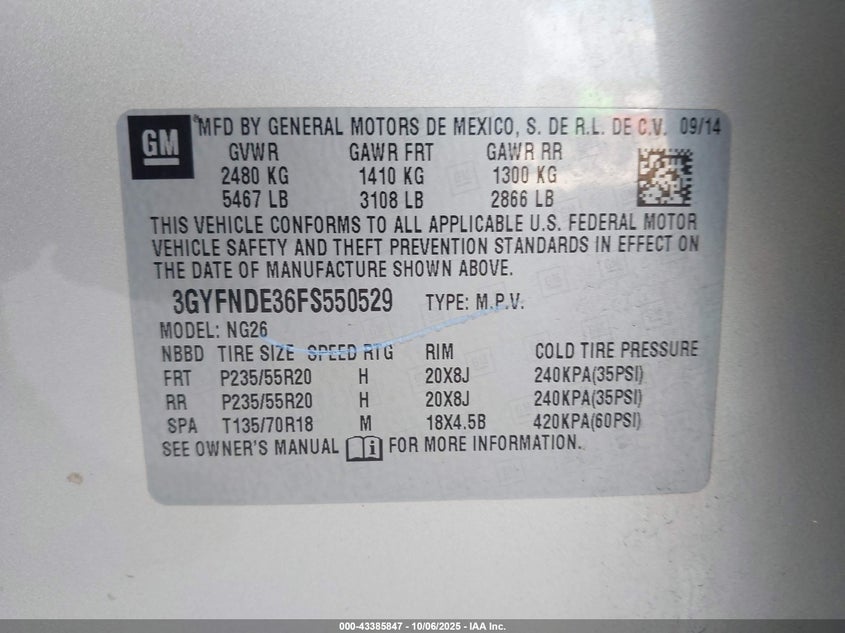 GM
®MFD BY GENERAL MOTORS DE MEXICO, S. DE R.L. DE C.V. 09/14
GVWR GAWR FRT GAWR RR
2480 KG 1410 KG 1300 KG
5467 LB 3108 LB 2866 LB
THIS VEHICLE CONFORMS TO ALL APPLICABLE U.S. FEDERAL MOTOR
VEHICLE SAFETY AND THEFT PREVENTION STANDARDS IN EFFECT ON
THE DATE OF MANUFACTURE SHOWN ABOVE.
3GYFNDE36FS550529 TYPE: M.P.V.
MODEL: NG26
NBBD TIRE SIZE SPEED RTG RIM COLD TIRE PRESSURE
FRT P235/55R20 H 20X8J 240KPA(35PSI)
RR P235/55R20 H 20X8J 240KPA(35PSI)
SPA T135/70R18 M 18X4.5B 420KPA(60PSI)
SEE OWNER'S MANUAL i FOR MORE INFORMATION.
000-43385847 - 10/06/2025 - IAA Inc.